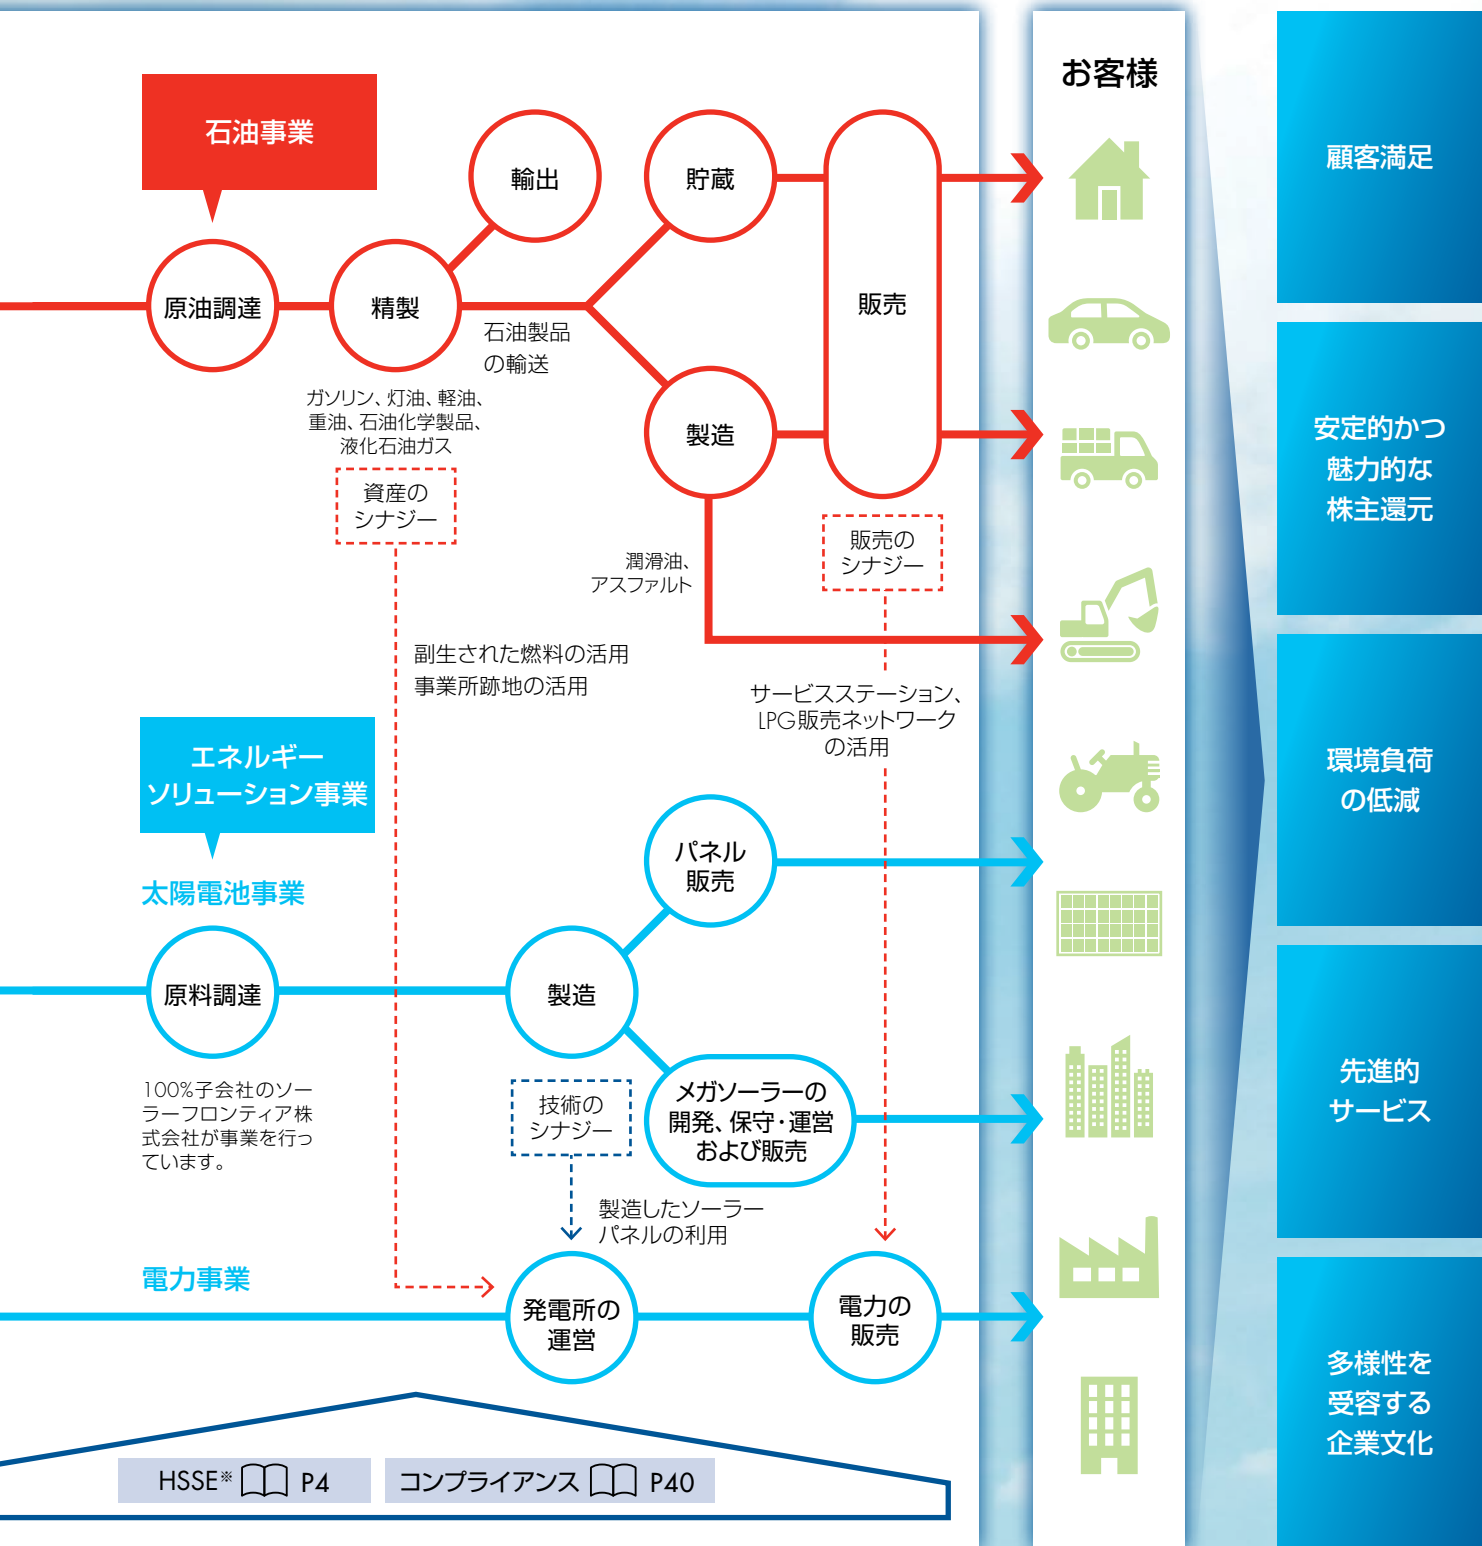 石油事業
原油調達
精製
輸出
石油製品
の輸送
ガソリン、灯油、軽油、
重油、石油化学製品、
液化石油ガス
貯蔵
製造
販売
資産の
シナジー
潤滑油、
アスファルト
販売の
シナジー
副生された燃料の活用
事業所跡地の活用
サービスステーション、
LPG販売ネットワーク
の活用
エネルギー
ソリューション事業
太陽電池事業
原料調達
100%子会社のソー
ラーフロンティア株
式会社が事業を行っ
ています。
製造
パネル
販売
メガソーラーの
開発、保守・運営
および販売
技術の
シナジー
製造したソーラー
パネルの利用
電力事業
発電所の
運営
電力の
販売
HSSE※ P4
コンプライアンス P40
お客様
顧客満足
安定的かつ
魅力的な
株主還元
環境負荷
の低減
先進的
サービス
多様性を
受容する
企業文化